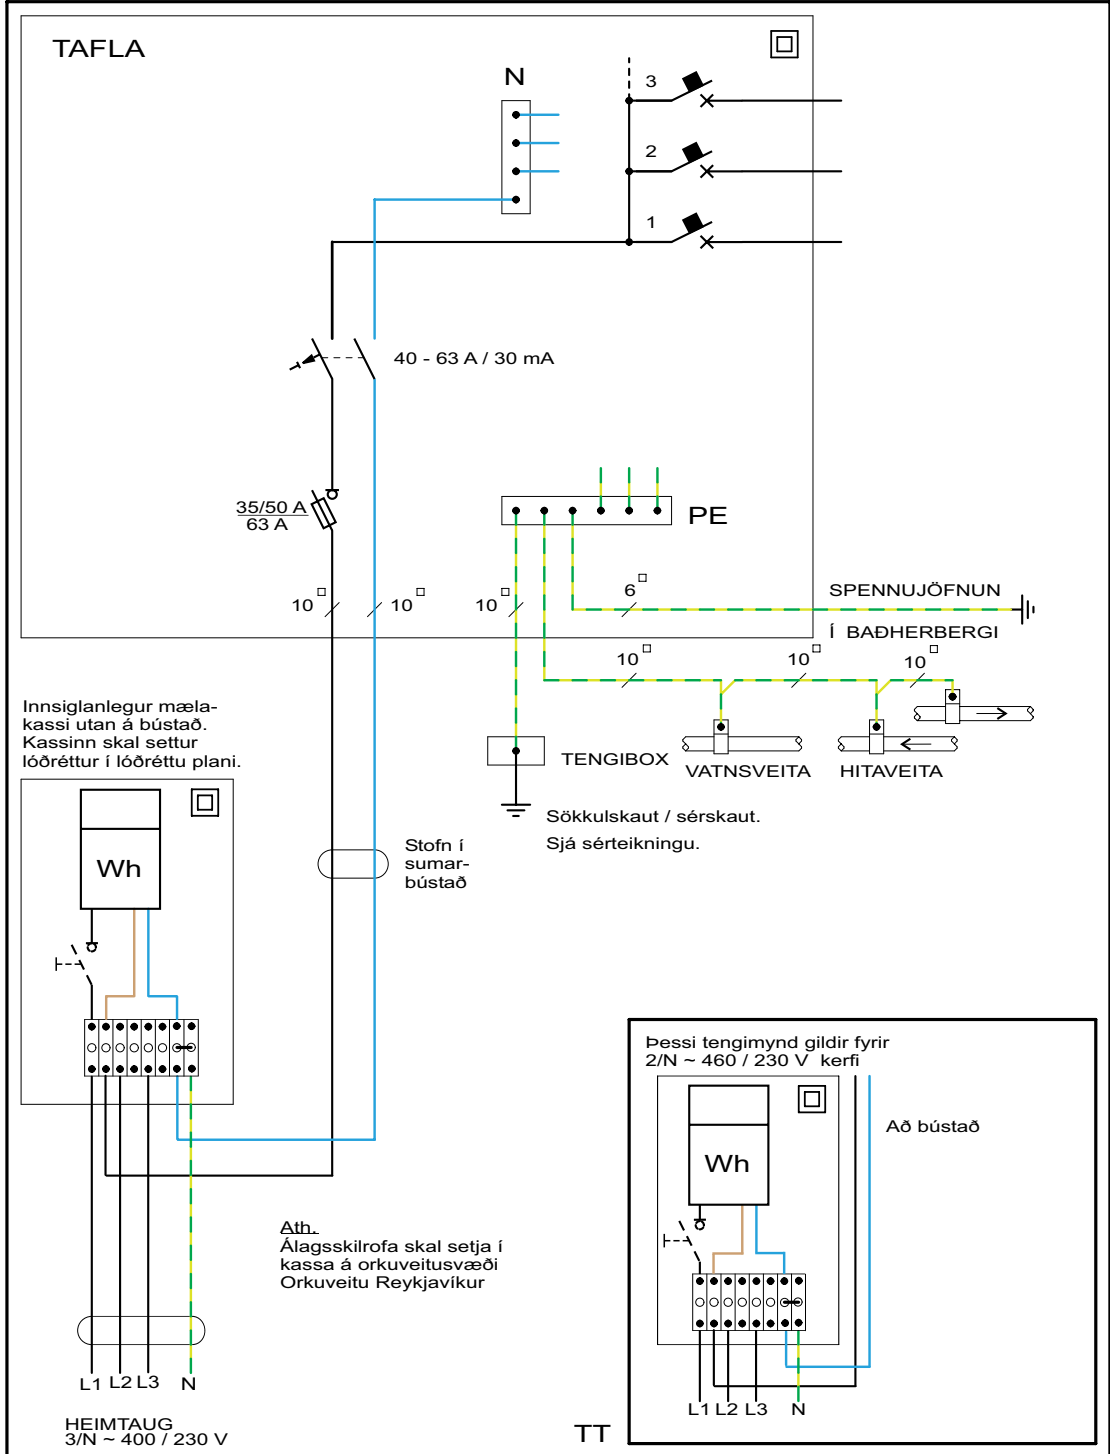 TAFLA
N
3
2
1
40 - 63 A / 30 mA
35/50 A
63 A
PE
10 □
10 □
10 □
6 □
SPENNUJÖFNUN
Í BAÐHERBERGI
10 □
10 □
10 □
Innsiglanlegur mæla-
kassi utan á bústað.
Kassinn skal settur
lóðréttur í lóðréttu plani.
TENGIBOX
VATNSVEITA
HITAVEITA
Sökkulskaut / sérskaut.
Sjá sérteikningu.
Wh
Stofn í
sumar-
bústað
Ath.
Álagsskilrofa skal setja í
kassa á orkuveitusvæði
Orkuveitu Reykjavíkur
L1 L2 L3 N
HEIMTAUG
3/N ~ 400 / 230 V
TT
Þessi tengimynd gildir fyrir
2/N ~ 460 / 230 V kerfi
Að bústað
Wh
L1 L2 L3 N